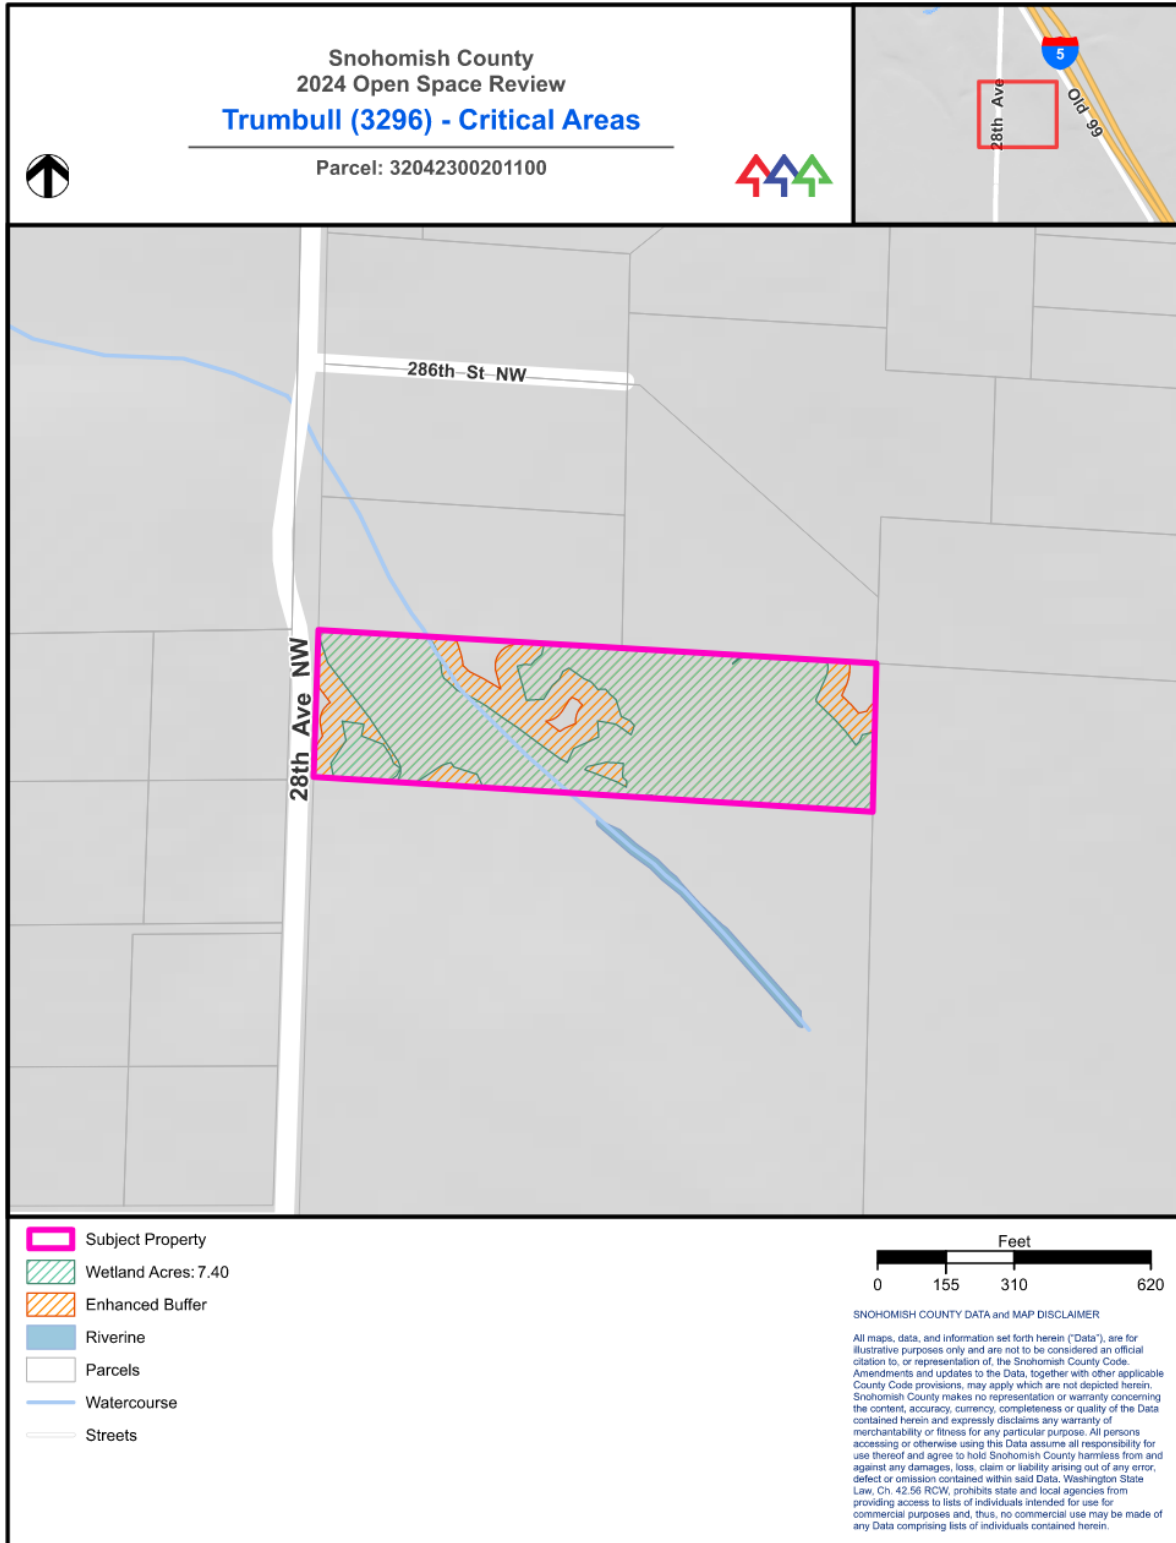 Snohomish County
2024 Open Space Review
Trumbull (3296) - Critical Areas
Parcel: 32042300201100
5
28th Ave
Old 99
286th St NW
28th Ave NW
Subject Property
Wetland Acres: 7.40
Enhanced Buffer
Riverine
Parcels
Watercourse
Streets
Feet
0 155 310 620
SNOHOMISH COUNTY DATA and MAP DISCLAIMER
All maps, data, and information set forth herein ("Data"), are for
illustrative purposes only and are not to be considered an official
citation to, or representation of, the Snohomish County Code.
Amendments and updates to the Data, together with other applicable
County Code provisions, may apply which are not depicted herein.
Snohomish County makes no representation or warranty concerning
the content, accuracy, currency, completeness or quality of the Data
contained herein and expressly disclaims any warranty of
merchantability or fitness for any particular purpose. All persons
accessing or otherwise using this Data assume all responsibility for
use thereof and agree to hold Snohomish County harmless from and
against any damages, loss, claim or liability arising out of any error,
defect or omission contained within said Data. Washington State
Law, Ch. 42.56 RCW, prohibits state and local agencies from
providing access to lists of individuals intended for use for
commercial purposes and, thus, no commercial use may be made of
any Data comprising lists of individuals contained herein.